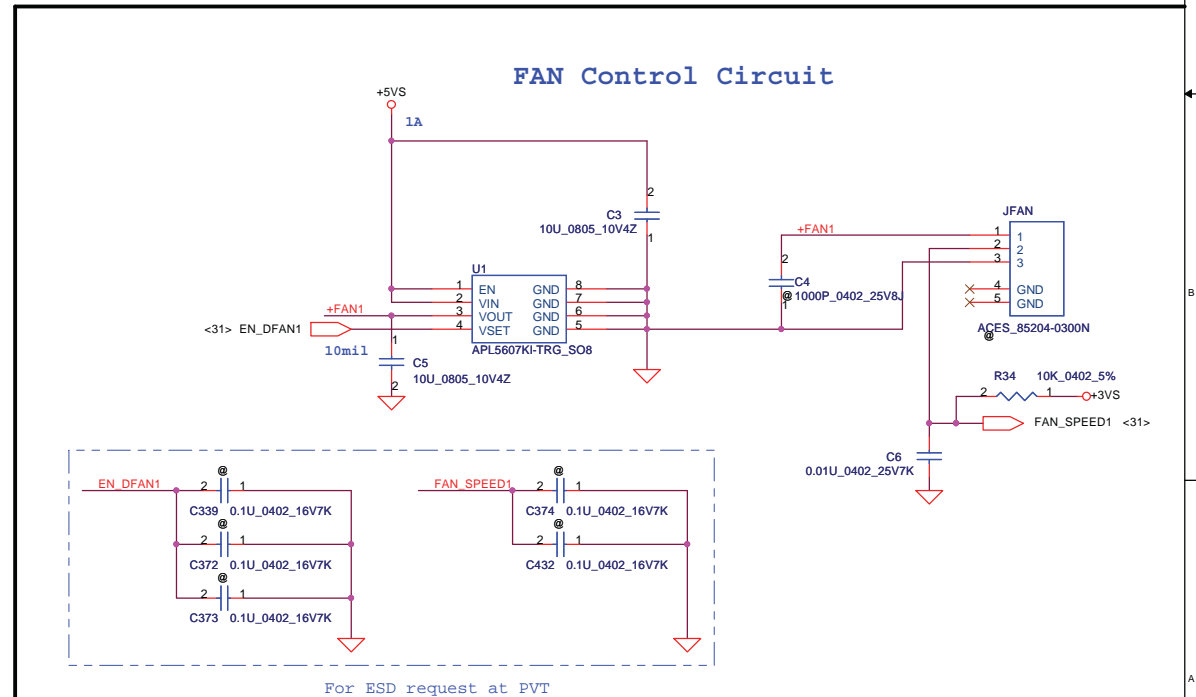 FAN Control Circuit
+5VS
1A
2
C3
10U_0805_10V4Z
1
U1
1 EN GND 8
2 VIN GND 7
+FAN1 3 VOUT GND 6
<31> EN_DFAN1 4 VSET GND 5
APL5607KI-TRG_SO8
10mil
1
C5
10U_0805_10V4Z
2
JFAN
+FAN1 1 1
2 2
3 3
4 GND
5 GND
ACES_85204-0300N
@
2
C4
@ 1000P_0402_25V8J
1
R34 10K_0402_5%
2 1 +3VS
FAN_SPEED1 <31>
C6
0.01U_0402_25V7K
@
EN_DFAN1 2 1
C339 0.1U_0402_16V7K
@
2 1
C372 0.1U_0402_16V7K
@
2 1
C373 0.1U_0402_16V7K
@
FAN_SPEED1 2 1
C374 0.1U_0402_16V7K
@
2 1
C432 0.1U_0402_16V7K
For ESD request at PVT
B
A